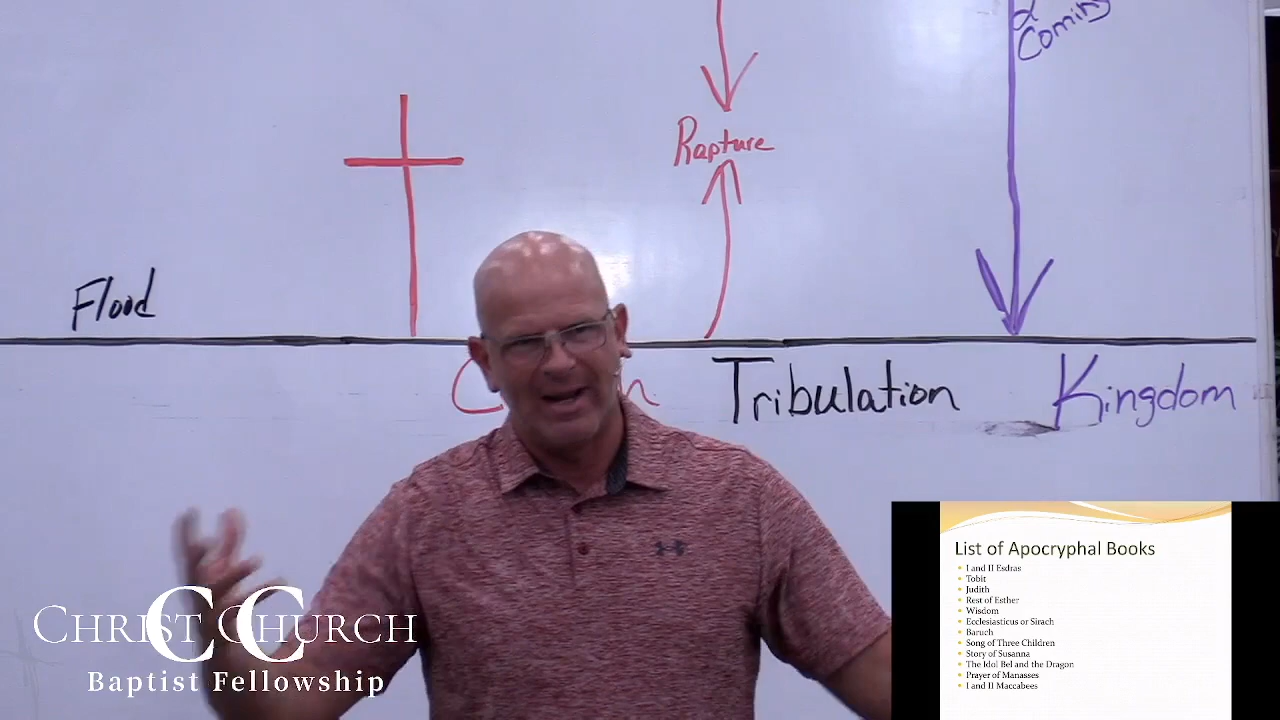 2
Coming
Rapture
Flood
Tribulation
Kingdom
List of Apocryphal Books
I and II Esdras
Tobit
Judith
Rest of Esther
Wisdom
Ecclesiasticus or Sirach
Baruch
Song of Three Children
Story of Susanna
The Idol Bel and the Dragon
Prayer of Manasses
I and II Maccabees
CC
CHRIST CHURCH
Baptist Fellowship